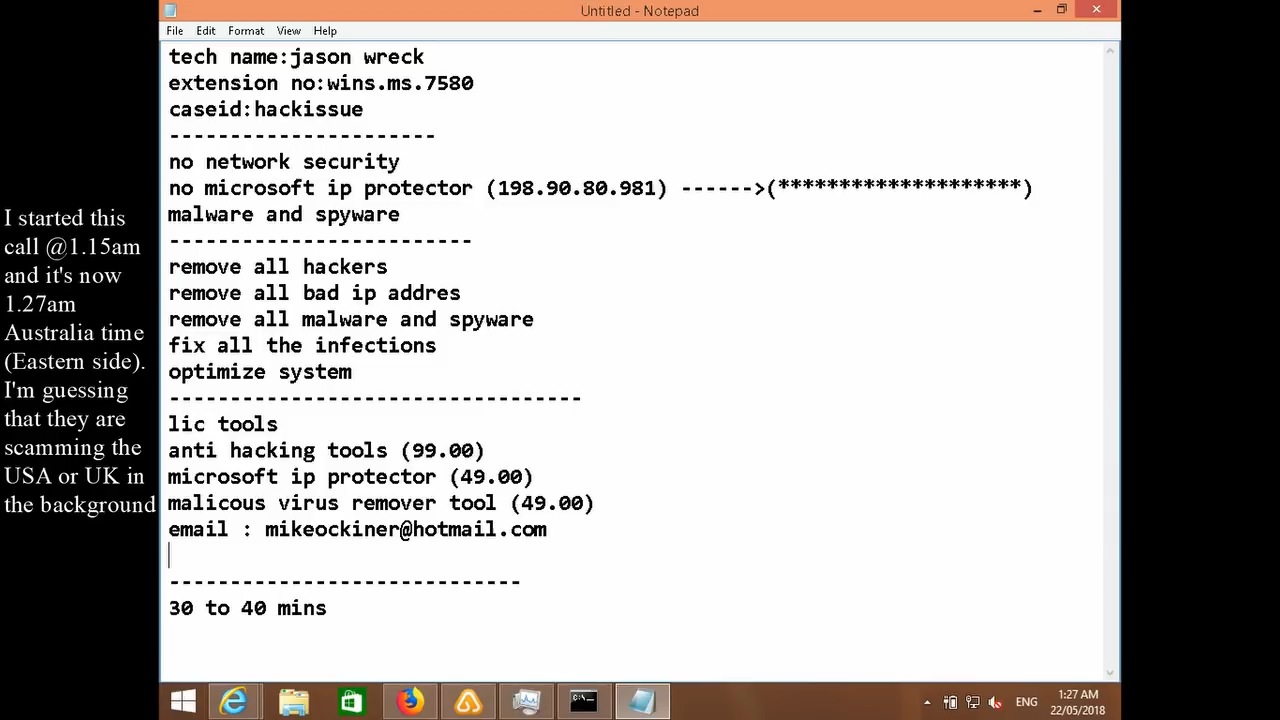 Untitled - Notepad
File Edit Format View Help
tech name:jason wreck
extension no:wins.ms.7580
caseid:hackissue
----------------------
no network security
no microsoft ip protector (198.90.80.981) ------>(********************)
malware and spyware
-------------------------
remove all hackers
remove all bad ip addres
remove all malware and spyware
fix all the infections
optimize system
----------------------------------
lic tools
anti hacking tools (99.00)
microsoft ip protector (49.00)
malicous virus remover tool (49.00)
email : mikeockiner@hotmail.com
-----------------------------
30 to 40 mins
I started this
call @1.15am
and it's now
1.27am
Australia time
(Eastern side).
I'm guessing
that they are
scamming the
USA or UK in
the background
ENG
1:27 AM
22/05/2018